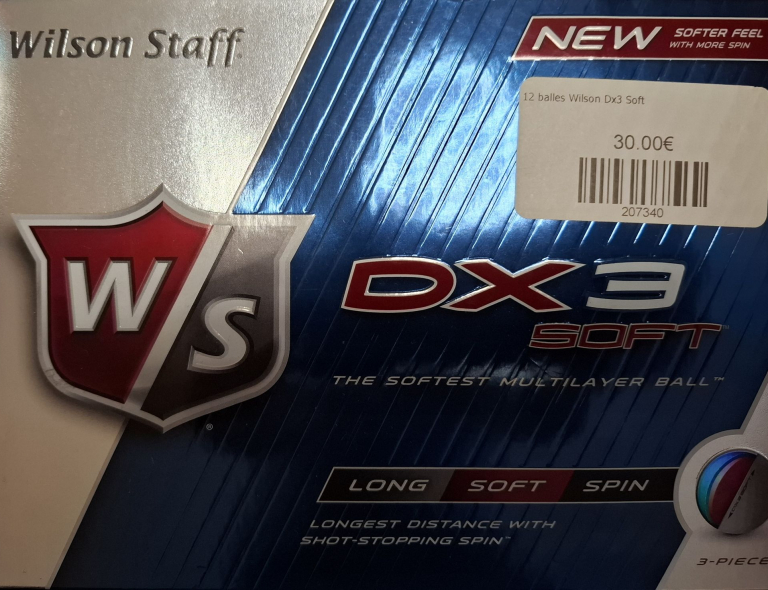 Wilson Staff
NEW
SOFTER FEEL
WITH MORE SPIN
12 balles Wilson Dx3 Soft
30.00€
207340
W/S
®
DX3
SOFT™
THE SOFTEST MULTILAYER BALL™
LONG SOFT SPIN
LONGEST DISTANCE WITH
SHOT-STOPPING SPIN™
3-PIECE